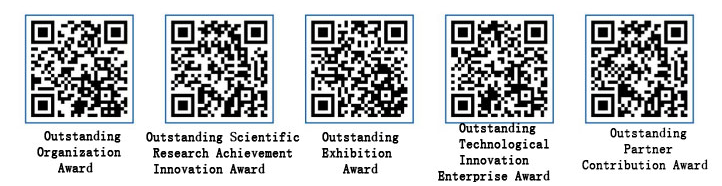 Outstanding
Organization
Award
Outstanding Scientific
Research Achievement
Innovation Award
Outstanding
Exhibition
Award
Outstanding
Technological
Innovation
Enterprise Award
Outstanding
Partner
Contribution Award